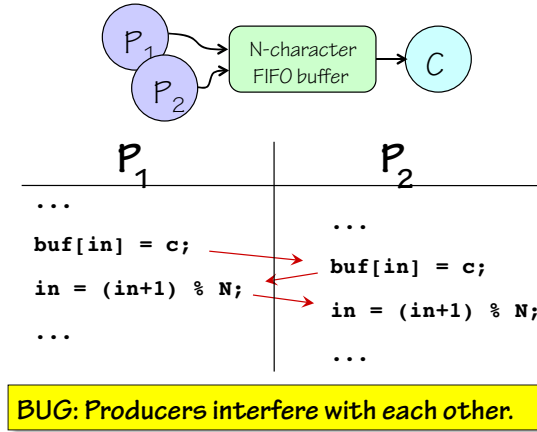 P1
P2
N-character
FIFO buffer
C
P1
P2
...
buf[in] = c;
in = (in+1) % N;
...
...
buf[in] = c;
in = (in+1) % N;
...
BUG: Producers interfere with each other.